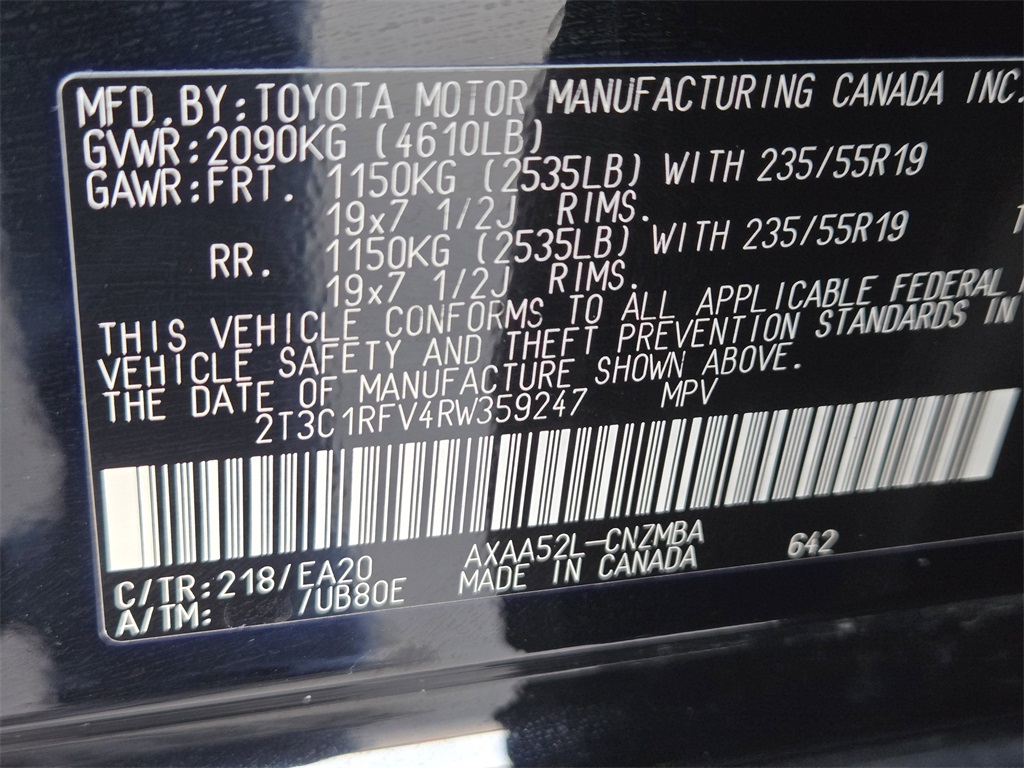 MFD.BY:TOYOTA MOTOR MANUFACTURING CANADA INC.
GVWR:2090KG (4610LB)
GAWR:FRT. 1150KG (2535LB) WITH 235/55R19
19x7 1/2J RIMS.
RR. 1150KG (2535LB) WITH 235/55R19
19x7 1/2J RIMS.
THIS VEHICLE CONFORMS TO ALL APPLICABLE FEDERAL
VEHICLE SAFETY AND THEFT PREVENTION STANDARDS IN
THE DATE OF MANUFACTURE SHOWN ABOVE.
2T3C1RFV4RW359247 MPV
C/TR:218/EA20 AXAA52L-CNZMBA 642
A/TM: /UB80E MADE IN CANADA